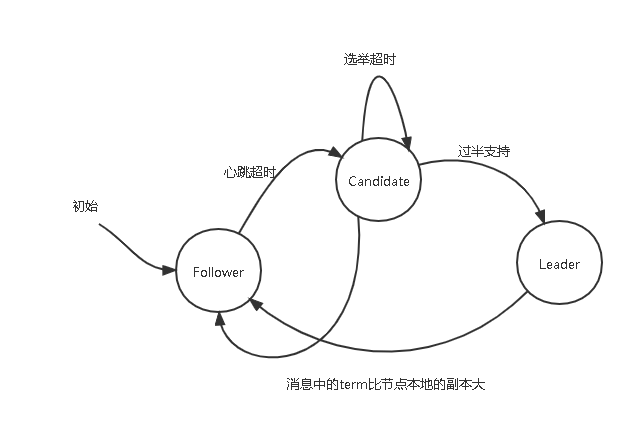 选举超时
过半支持
心跳超时
Candidate
初始
Leader
Follower
消息中的term比节点本地的副本大